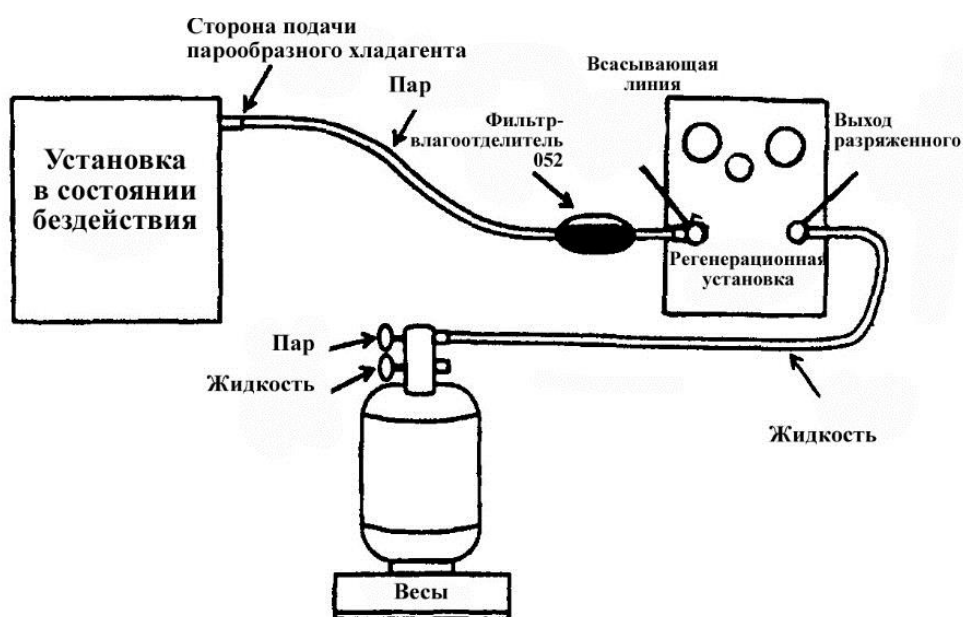 Сторона подачи
парообразного хладагента
Пар
Всасывающая
линия
Фильтр-
влагоотделитель
052
Выход
разряженного
Установка
в состоянии
бездействия
Регенерационная
установка
Пар
Жидкость
Жидкость
Весы